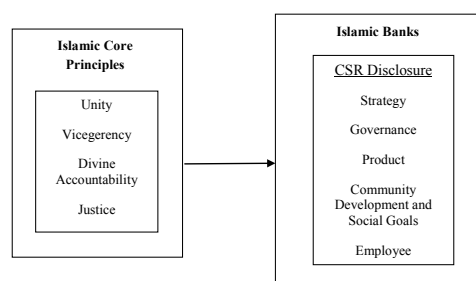 Islamic Core
Principles
Unity
Vicegerency
Divine
Accountability
Justice
Islamic Banks
CSR Disclosure
Strategy
Governance
Product
Community
Development and
Social Goals
Employee